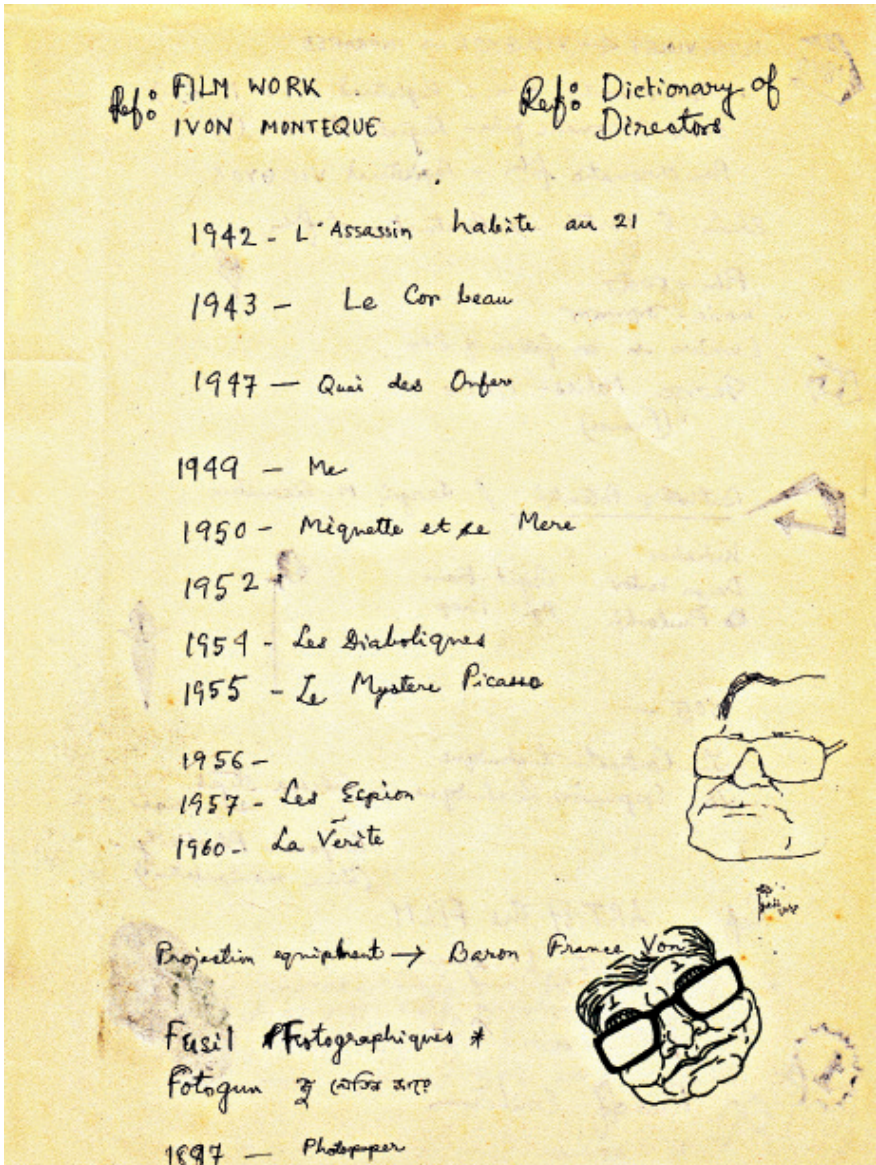 Ref: FILM WORK
IVON MONTEQUE
Ref: Dictionary of
Directors
1942 - L'Assassin habite au 21
1943 - Le Cor beau
1947 - Quai des Orfer
1949 - Me
1950 - Miquette et se Mere
1952 -
1954 - Les Diaboliques
1955 - Le Mystere Picasso
1956 -
1957 - Les Espion
1960 - La Verite
Projection equipment → Baron France Von
Fusil Fotographiques *
Fotogun
1887 - Photopaper